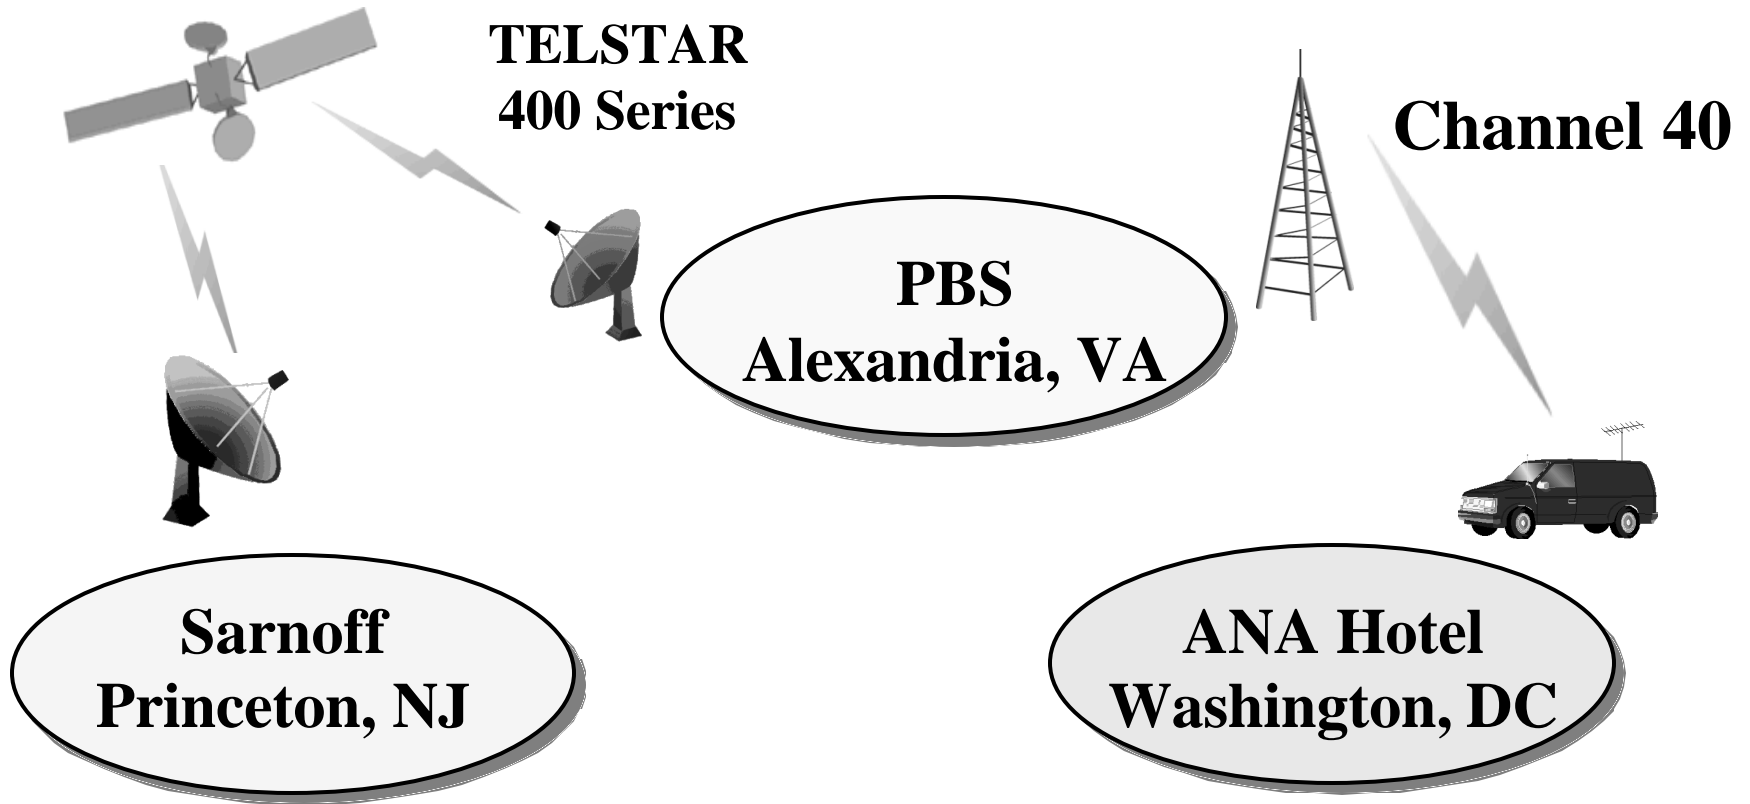 TELSTAR
400 Series
Channel 40
PBS
Alexandria, VA
Sarnoff
Princeton, NJ
ANA Hotel
Washington, DC